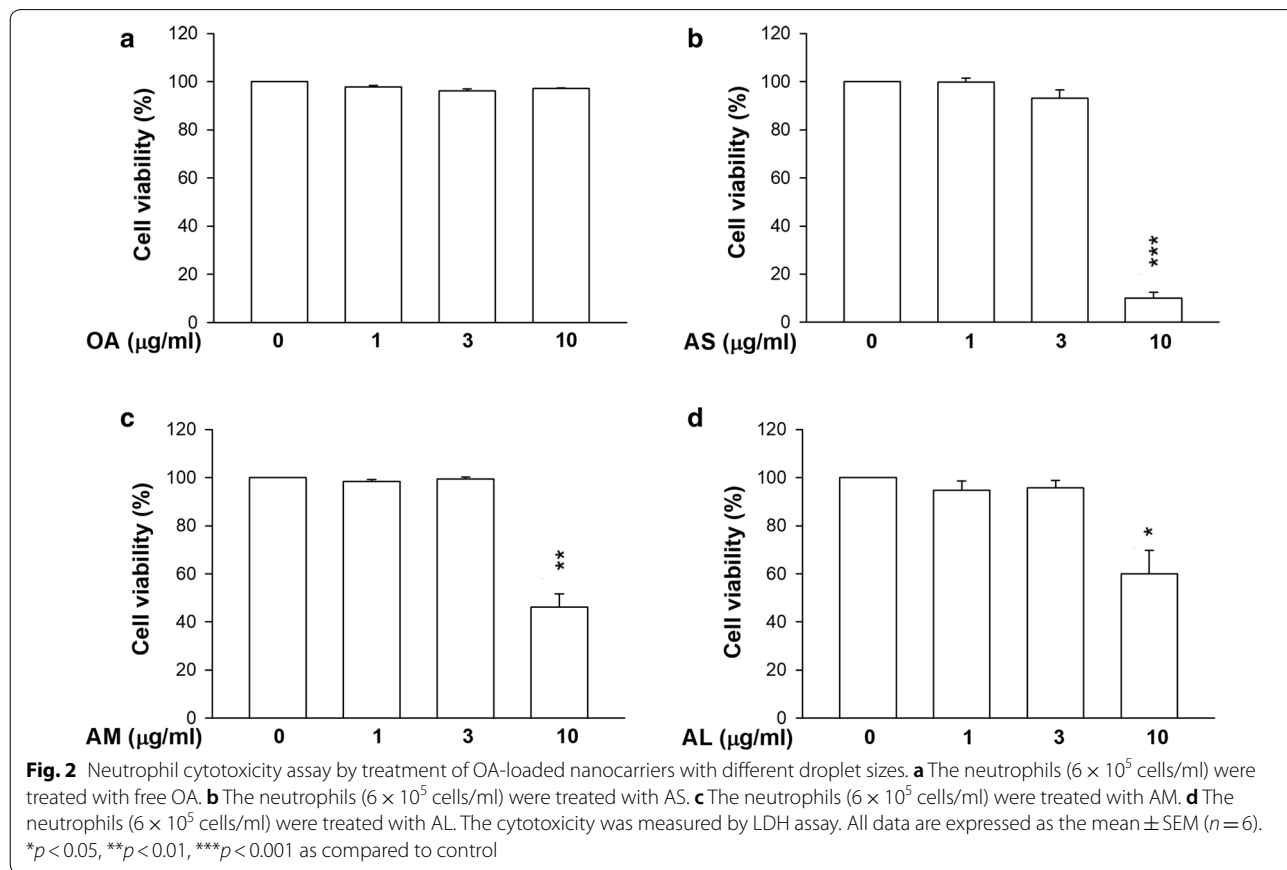 a
120
100
80
60
40
20
0
Cell viability (%)
OA (μg/ml) 0 1 3 10
b
120
100
80
60
40
20
0
Cell viability (%)
***
AS (μg/ml) 0 1 3 10
c
120
100
80
60
40
20
0
Cell viability (%)
**
AM (μg/ml) 0 1 3 10
d
120
100
80
60
40
20
0
Cell viability (%)
*
AL (μg/ml) 0 1 3 10
Fig. 2 Neutrophil cytotoxicity assay by treatment of OA-loaded nanocarriers with different droplet sizes. a The neutrophils (6 × 10⁵ cells/ml) were
treated with free OA. b The neutrophils (6 × 10⁵ cells/ml) were treated with AS. c The neutrophils (6 × 10⁵ cells/ml) were treated with AM. d The
neutrophils (6 × 10⁵ cells/ml) were treated with AL. The cytotoxicity was measured by LDH assay. All data are expressed as the mean ± SEM (n = 6).
*p < 0.05, **p < 0.01, ***p < 0.001 as compared to control